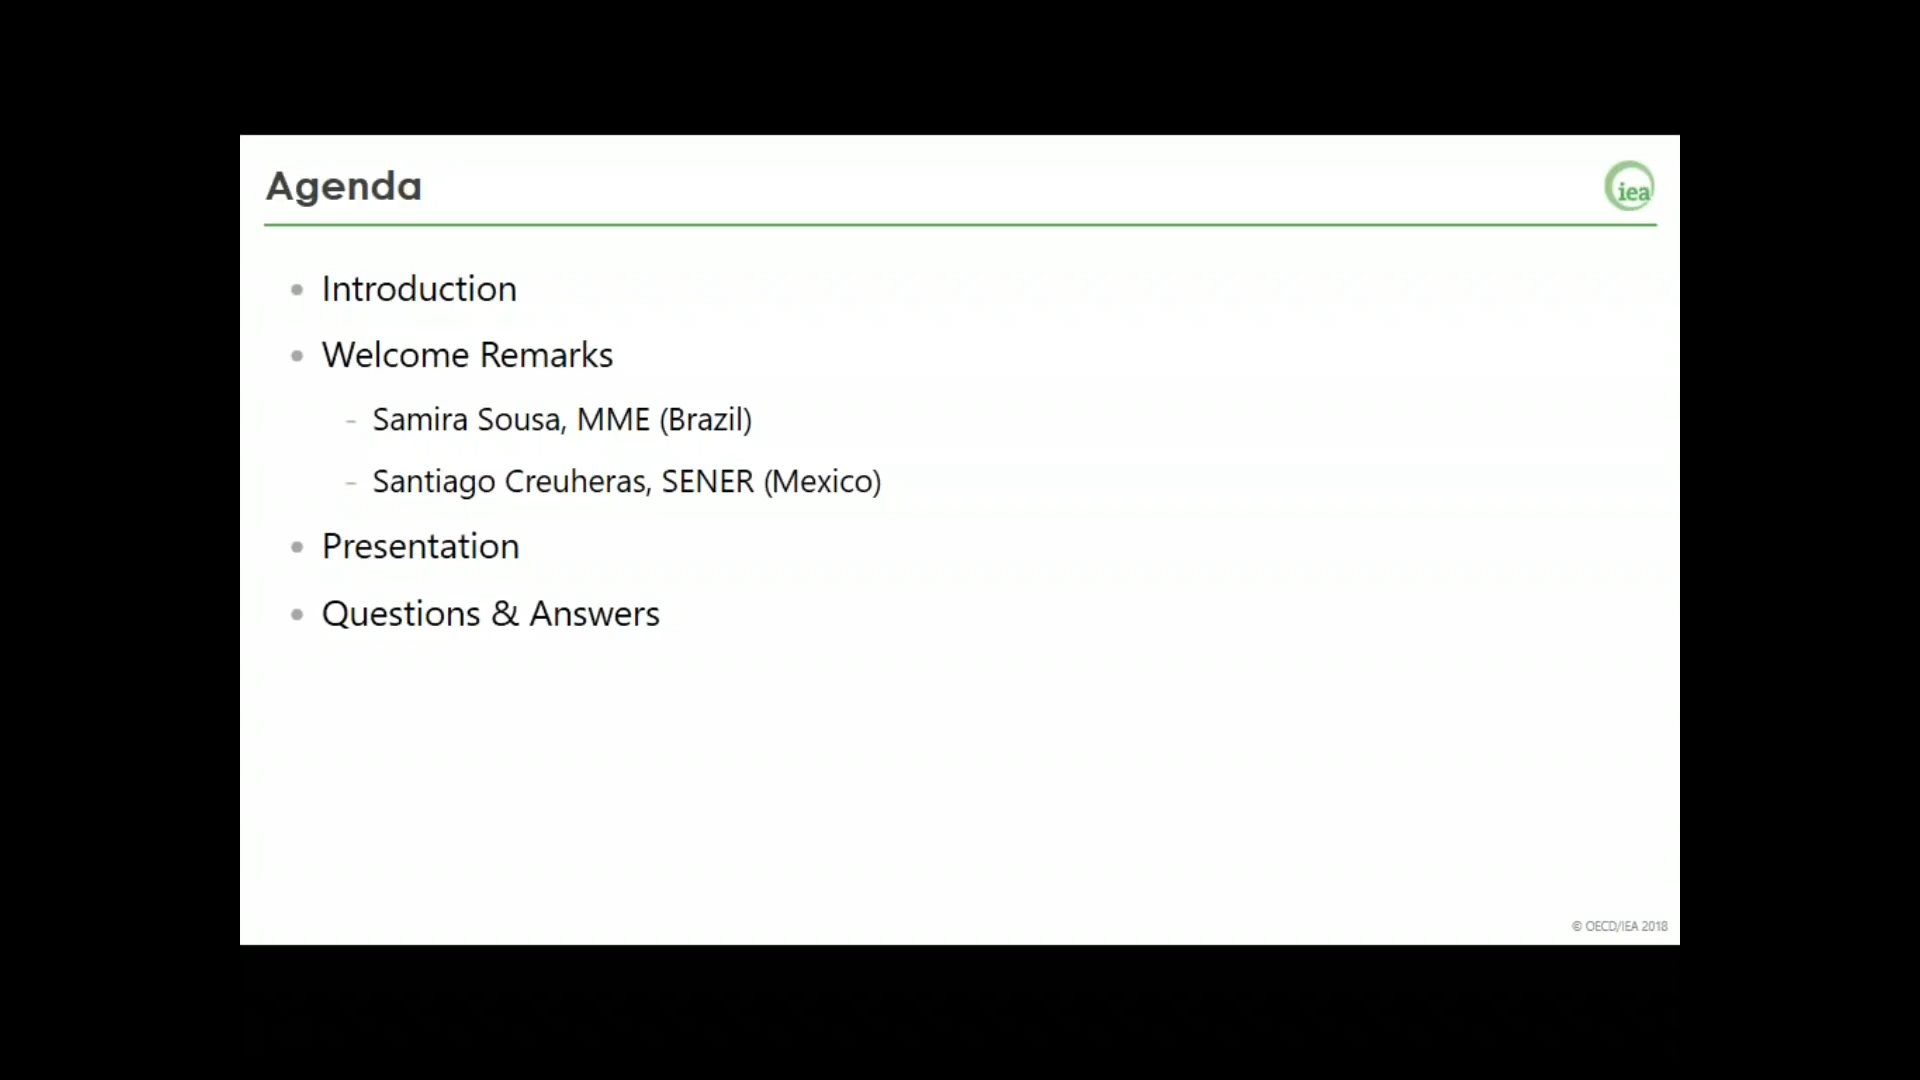 Agenda
iea
Introduction
Welcome Remarks
- Samira Sousa, MME (Brazil)
- Santiago Creuheras, SENER (Mexico)
Presentation
Questions & Answers
© OECD/IEA 2018